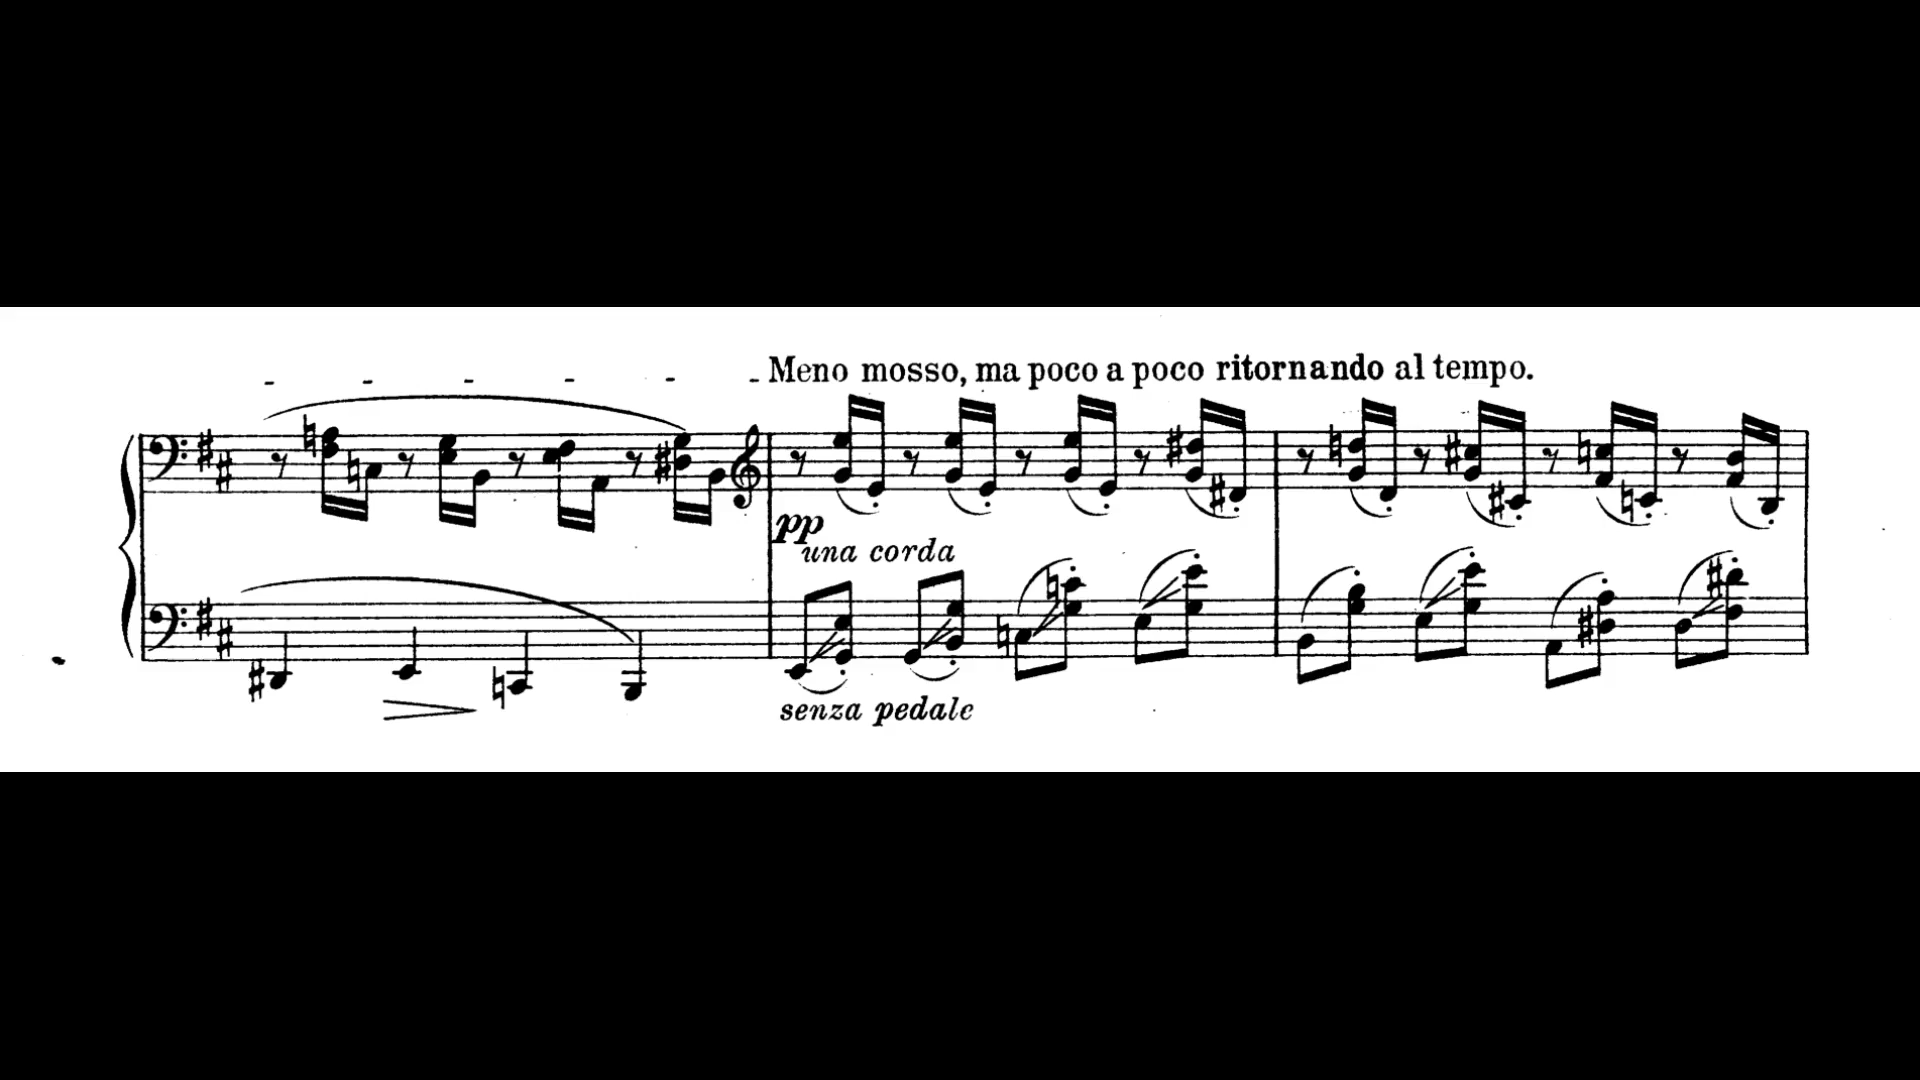 Meno mosso, ma poco a poco ritornando al tempo.
pp
una corda
senza pedale